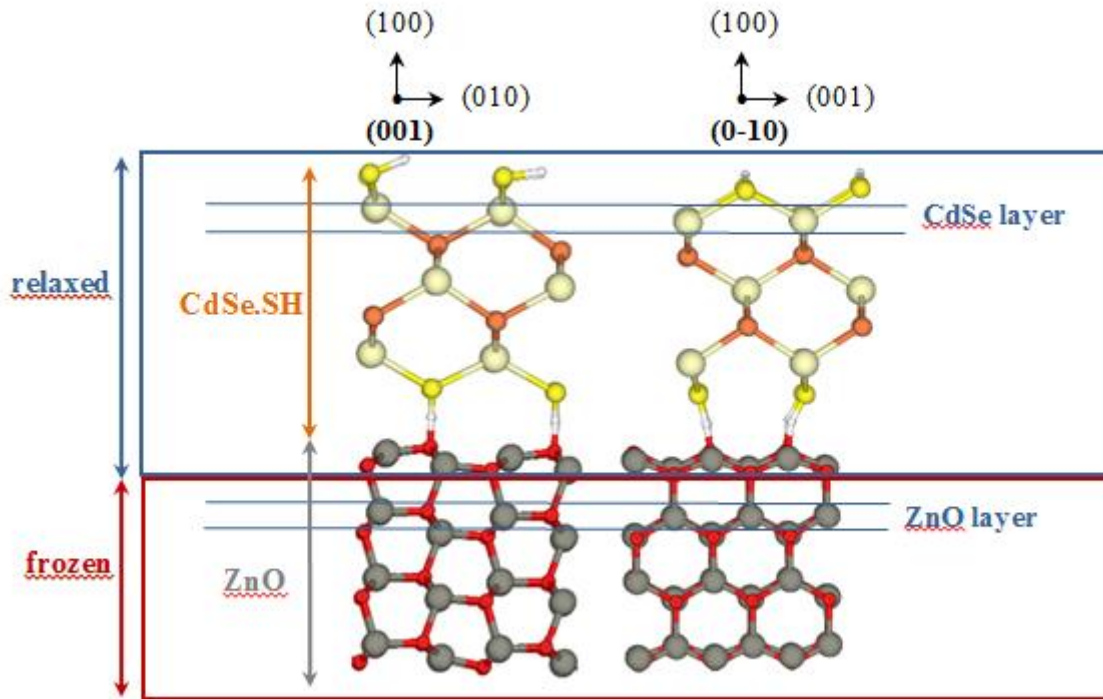 (100) (100)
(010) (001)
(001) (0-10)
CdSe layer
relaxed
CdSe.SH
ZnO layer
frozen
ZnO